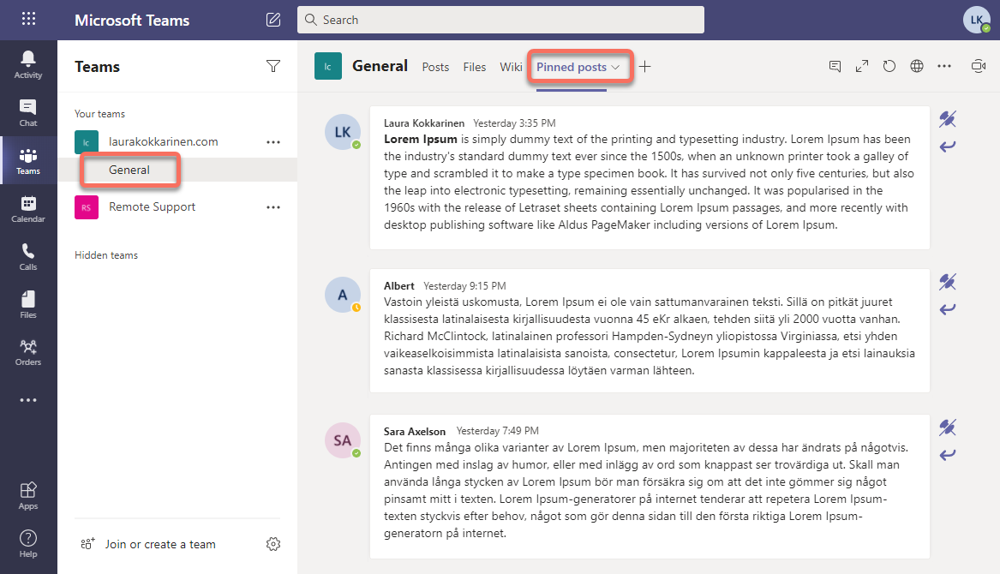 Microsoft Teams
Search
LK
Activity
Chat
Teams
Calendar
Calls
Files
Orders
Apps
Help
Teams
Your teams
lc laurakokkarinen.com
General
RS Remote Support
Hidden teams
Join or create a team
lc General Posts Files Wiki Pinned posts
LK
Laura Kokkarinen Yesterday 3:35 PM
Lorem Ipsum is simply dummy text of the printing and typesetting industry. Lorem Ipsum has been
the industry's standard dummy text ever since the 1500s, when an unknown printer took a galley of
type and scrambled it to make a type specimen book. It has survived not only five centuries, but also
the leap into electronic typesetting, remaining essentially unchanged. It was popularised in the
1960s with the release of Letraset sheets containing Lorem Ipsum passages, and more recently with
desktop publishing software like Aldus PageMaker including versions of Lorem Ipsum.
A
Albert Yesterday 9:15 PM
Vastoin yleistä uskomusta, Lorem Ipsum ei ole vain sattumanvarainen teksti. Sillä on pitkät juuret
klassisesta latinalaisesta kirjallisuudesta vuonna 45 eKr alkaen, tehden siitä yli 2000 vuotta vanhan.
Richard McClintock, latinalainen professori Hampden-Sydneyn yliopistossa Virginiassa, etsi yhden
vaikeaselkoisimmista latinalaisista sanoista, consectetur, Lorem Ipsumin kappaleesta ja etsi lainauksia
sanasta klassisessa kirjallisuudessa löytäen varman lähteen.
SA
Sara Axelson Yesterday 7:49 PM
Det finns många olika varianter av Lorem Ipsum, men majoriteten av dessa har ändrats på någotvis.
Antingen med inslag av humor, eller med inlägg av ord som knappast ser trovärdiga ut. Skall man
använda långa stycken av Lorem Ipsum bör man försäkra sig om att det inte gömmer sig något
pinsamt mitt i texten. Lorem Ipsum-generatorer på internet tenderar att repetera Lorem Ipsum-
texten styckvis efter behov, något som gör denna sidan till den första riktiga Lorem Ipsum-
generatorn på internet.